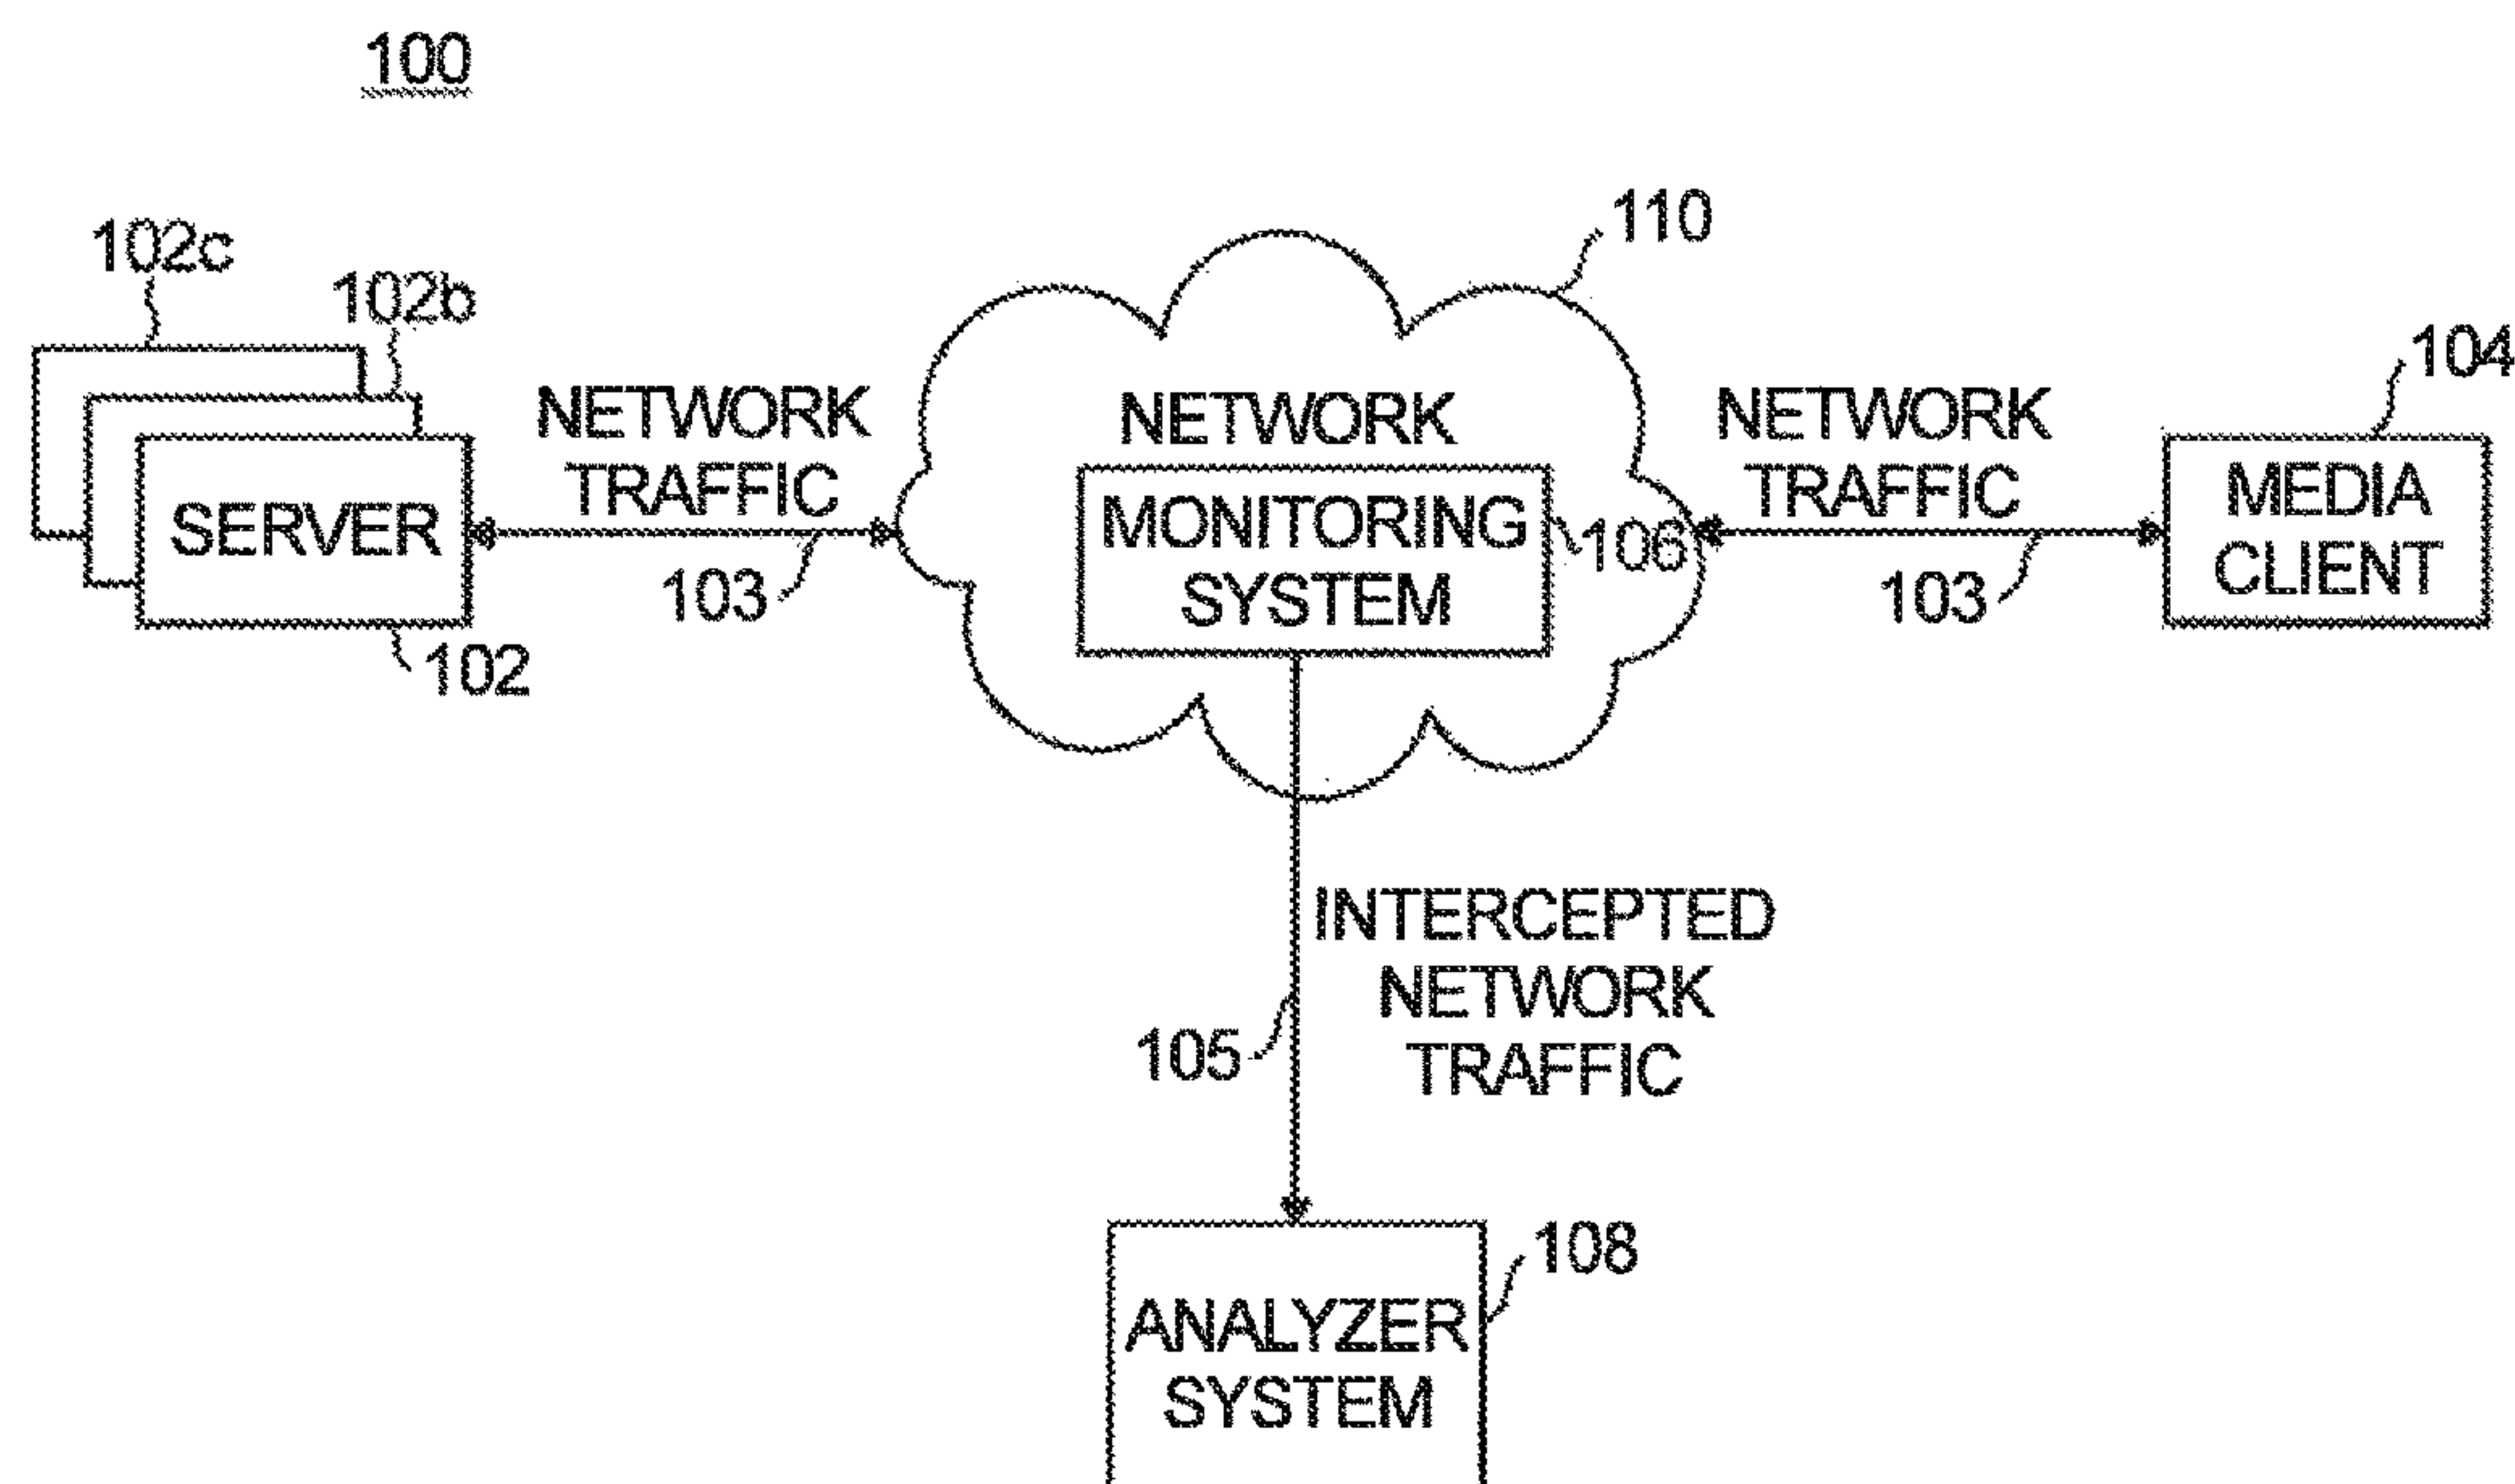 100
110
102c
102b
104
NETWORK
TRAFFIC
NETWORK
NETWORK
TRAFFIC
SERVER
MONITORING
SYSTEM
106
MEDIA
CLIENT
103
103
102
INTERCEPTED
NETWORK
TRAFFIC
105
108
ANALYZER
SYSTEM